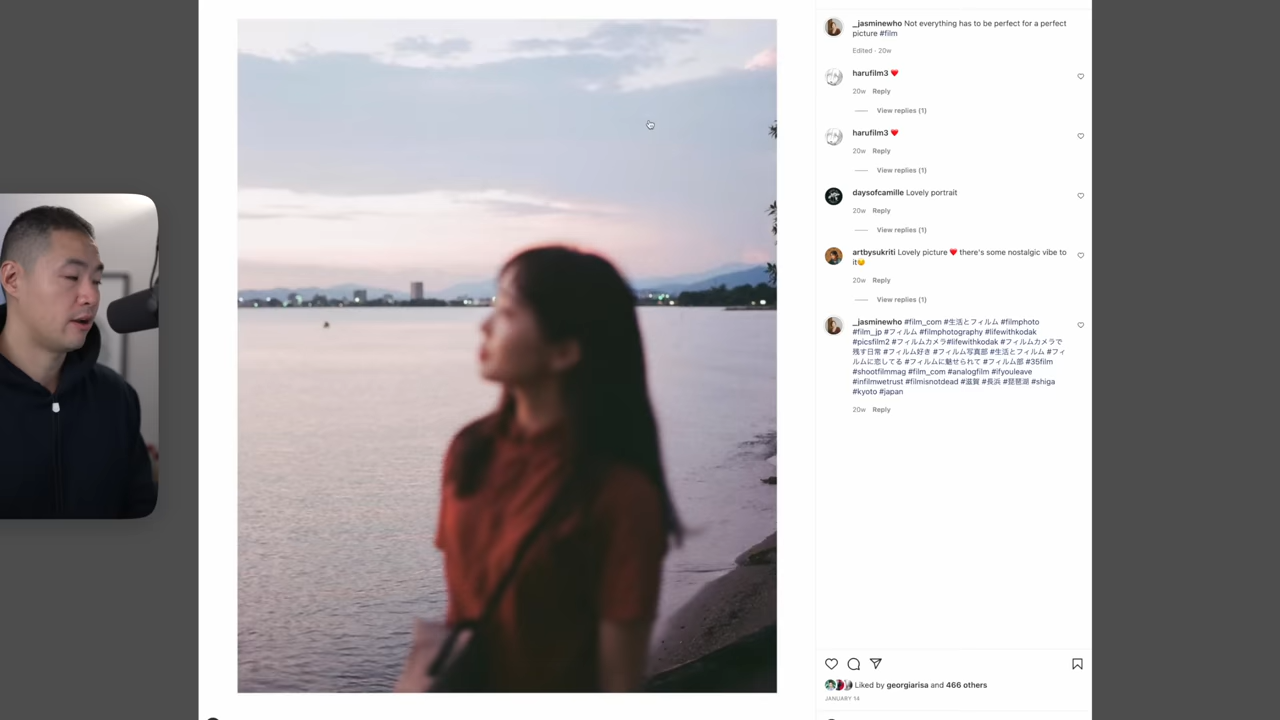 _jasminewho Not everything has to be perfect for a perfect
picture #film
Edited · 20w
harufilm3 ❤️
20w Reply
View replies (1)
harufilm3 ❤️
20w Reply
View replies (1)
daysofcamille Lovely portrait
20w Reply
View replies (1)
artbysukriti Lovely picture ❤️ there's some nostalgic vibe to
it😊
20w Reply
View replies (1)
_jasminewho #film_com #生活とフィルム #filmphoto
#film_jp #フィルム #filmphotography #lifewithkodak
#picsfilm2 #フィルムカメラ#lifewithkodak #フィルムカメラで
残す日常 #フィルム好き #フィルム写真部 #生活とフィルム #フィ
ルムに恋してる #フィルムに魅せられて #フィルム部 #35film
#shootfilmmag #film_com #analogfilm #ifyouleave
#infilmwetrust #filmisnotdead #滋賀 #長浜 #琵琶湖 #shiga
#kyoto #japan
20w Reply
Liked by georgiarisa and 466 others
JANUARY 14